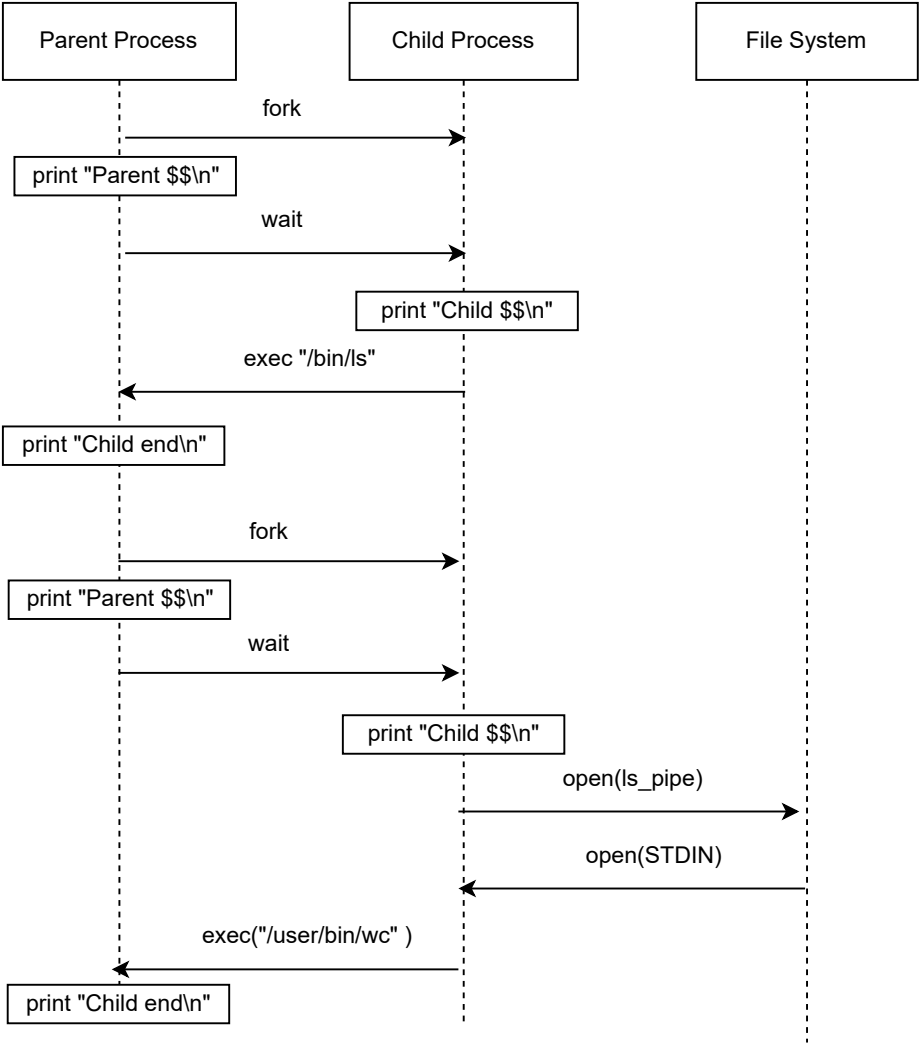 Parent Process
Child Process
File System
fork
print "Parent $$\n"
wait
print "Child $$\n"
exec "/bin/ls"
print "Child end\n"
fork
print "Parent $$\n"
wait
print "Child $$\n"
open(ls_pipe)
open(STDIN)
exec("/user/bin/wc" )
print "Child end\n"